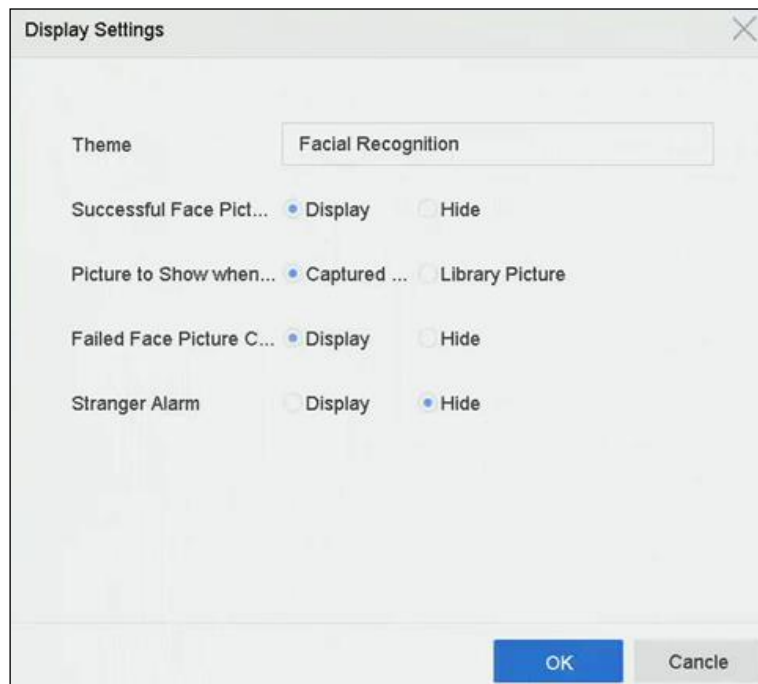 Display Settings
Theme Facial Recognition
Successful Face Pict... Display Hide
Picture to Show when... Captured ... Library Picture
Failed Face Picture C... Display Hide
Stranger Alarm Display Hide
OK Cancle